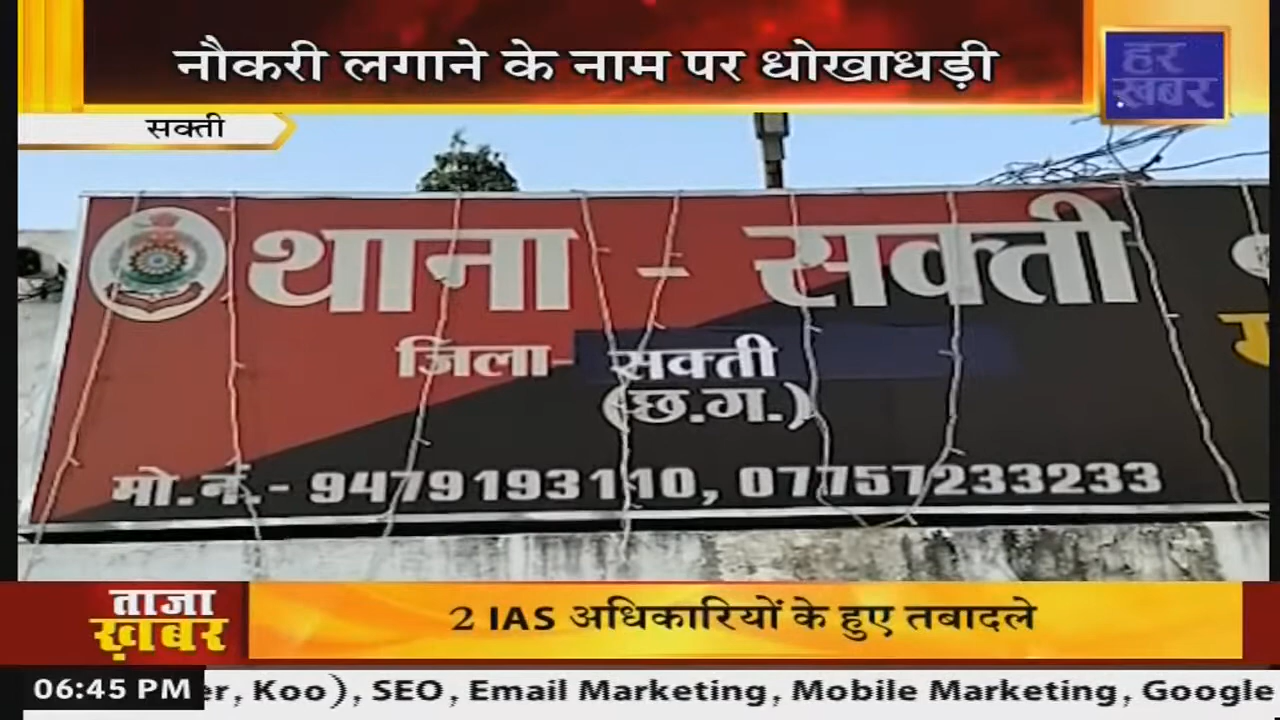 नौकरी लगाने के नाम पर धोखाधड़ी
हर
ख़बर
सक्ती
थाना - सक्ती
जिला- सक्ती
(छ.ग.)
मो.नं.- 9479193110, 07757233233
ताजा
ख़बर
2 IAS अधिकारियों के हुए तबादले
06:45 PM
er, Koo), SEO, Email Marketing, Mobile Marketing, Google